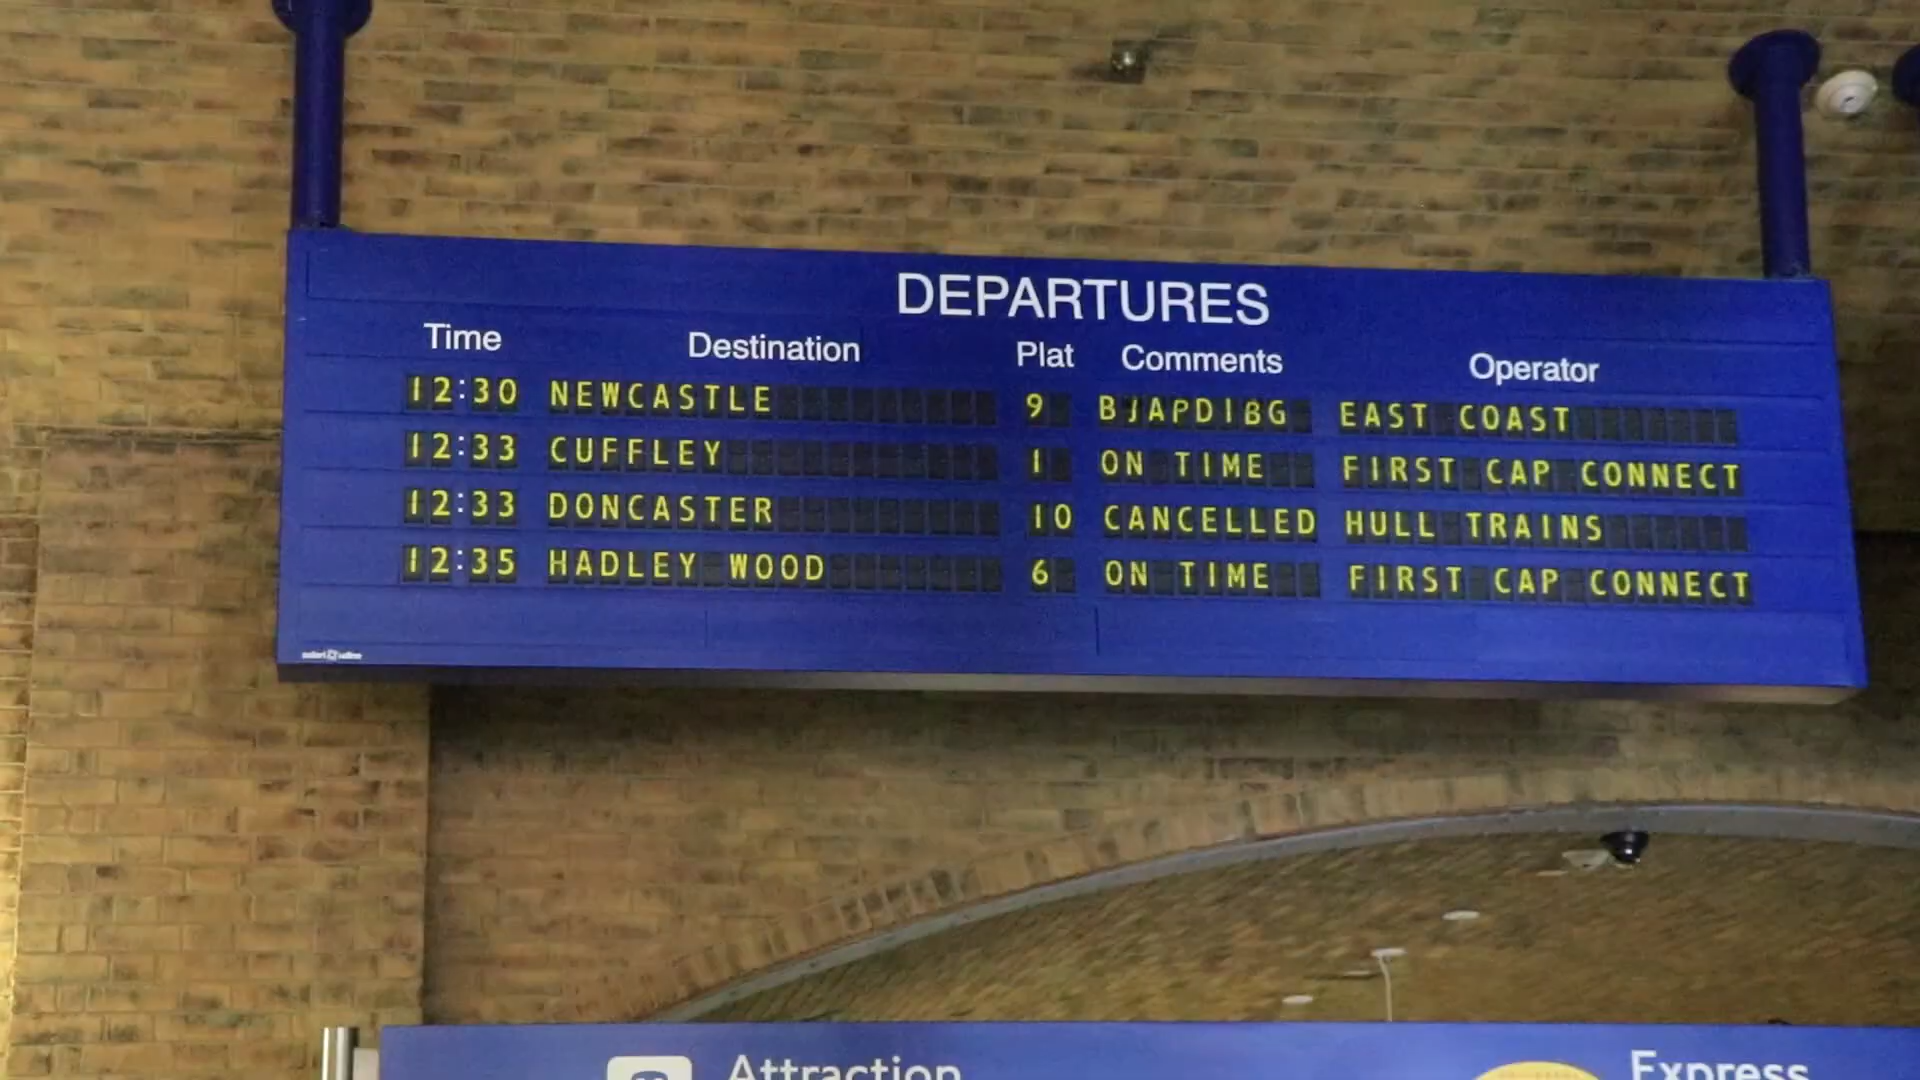 DEPARTURES
Time Destination Plat Comments Operator
12:30 NEWCASTLE 9 BJAPDIBG EAST COAST
12:33 CUFFLEY 1 ON TIME FIRST CAP CONNECT
12:33 DONCASTER 10 CANCELLED HULL TRAINS
12:35 HADLEY WOOD 6 ON TIME FIRST CAP CONNECT
Attraction Express